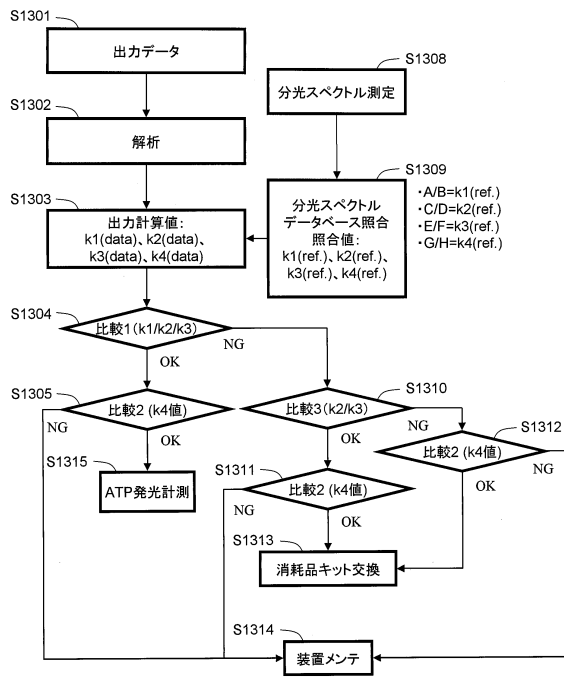 S1301
出力データ
S1302
解析
S1308
分光スペクトル測定
S1303
出力計算値:
k1(data)、k2(data)、
k3(data)、k4(data)
S1309
分光スペクトル
データベース照合
照合値:
k1(ref.)、k2(ref.)、
k3(ref.)、k4(ref.)
・A/B=k1(ref.)
・C/D=k2(ref.)
・E/F=k3(ref.)
・G/H=k4(ref.)
S1304
比較1(k1/k2/k3)
NG
OK
S1305
比較2 (k4値)
NG
OK
S1315
ATP発光計測
S1310
比較3(k2/k3)
NG
OK
S1312
比較2 (k4値)
NG
OK
S1311
比較2 (k4値)
NG
OK
S1313
消耗品キット交換
S1314
装置メンテ